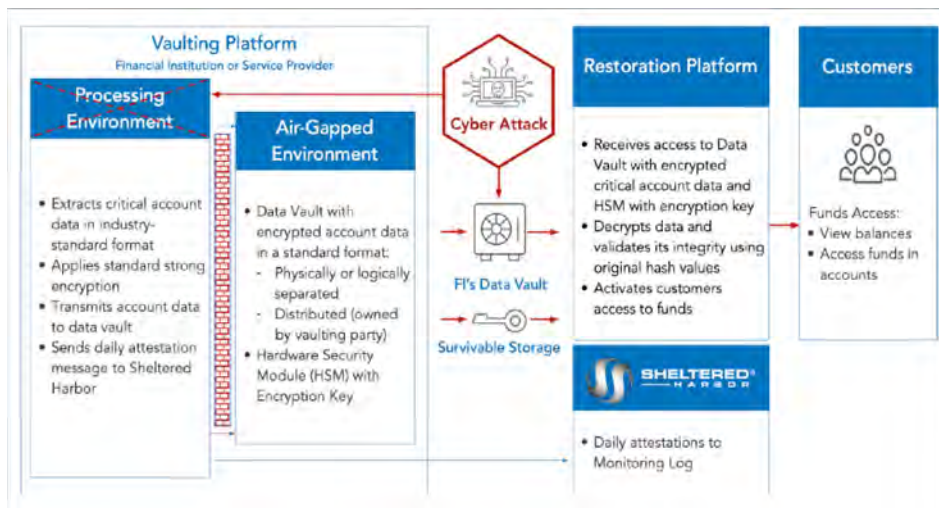 Vaulting Platform
Financial Institution or Service Provider
Processing
Environment
• Extracts critical account
data in industry-
standard format
• Applies standard strong
encryption
• Transmits account data
to data vault
• Sends daily attestation
message to Sheltered
Harbor
Air-Gapped
Environment
• Data Vault with
encrypted account data
in a standard format:
- Physically or logically
separated
- Distributed (owned
by vaulting party)
• Hardware Security
Module (HSM) with
Encryption Key
Cyber Attack
FI's Data Vault
Survivable Storage
Restoration Platform
• Receives access to Data
Vault with encrypted
critical account data and
HSM with encryption key
• Decrypts data and
validates its integrity using
original hash values
• Activates customers
access to funds
SHELTERED®
HARBOR
• Daily attestations to
Monitoring Log
Customers
Funds Access:
• View balances
• Access funds in
accounts